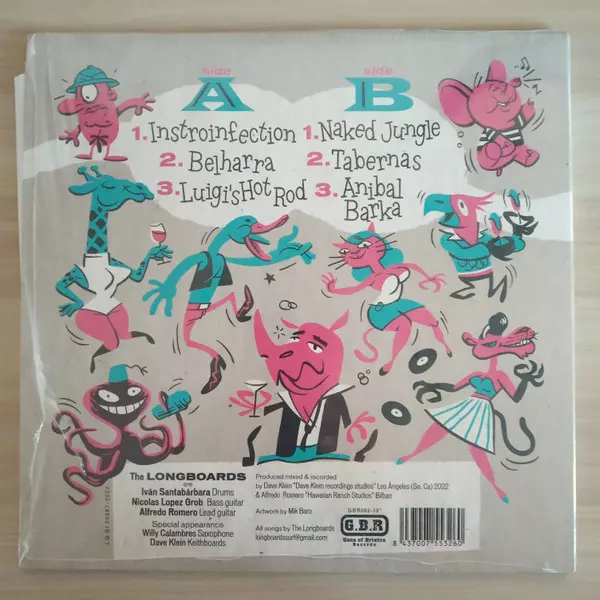 side
A
1. Instroinfection
2. Belharra
3. Luigi's Hot Rod
side
B
1. Naked Jungle
2. Tabernas
3. Anibal
Barka
The LONGBOARDS
are
Iván Santabárbara Drums
Nicolas Lopez Grob: Bass guitar
Alfredo Romero Lead guitar
Special appearance
Willy Calambres Saxophone
Dave Klein Keithboards
Produced mixed & recorded
by Dave Klein "Dave Klein recordings studies" Los Ángeles (So. Ca) 2022
& Alfredo Romero "Hawaiian Ranch Studies" Bilbao
Artwork by Mik Baro
All songs by The Longboards
longboardssurf@gmail.com
G.B.R
Guns of Brixton
Records
8 437007 553260